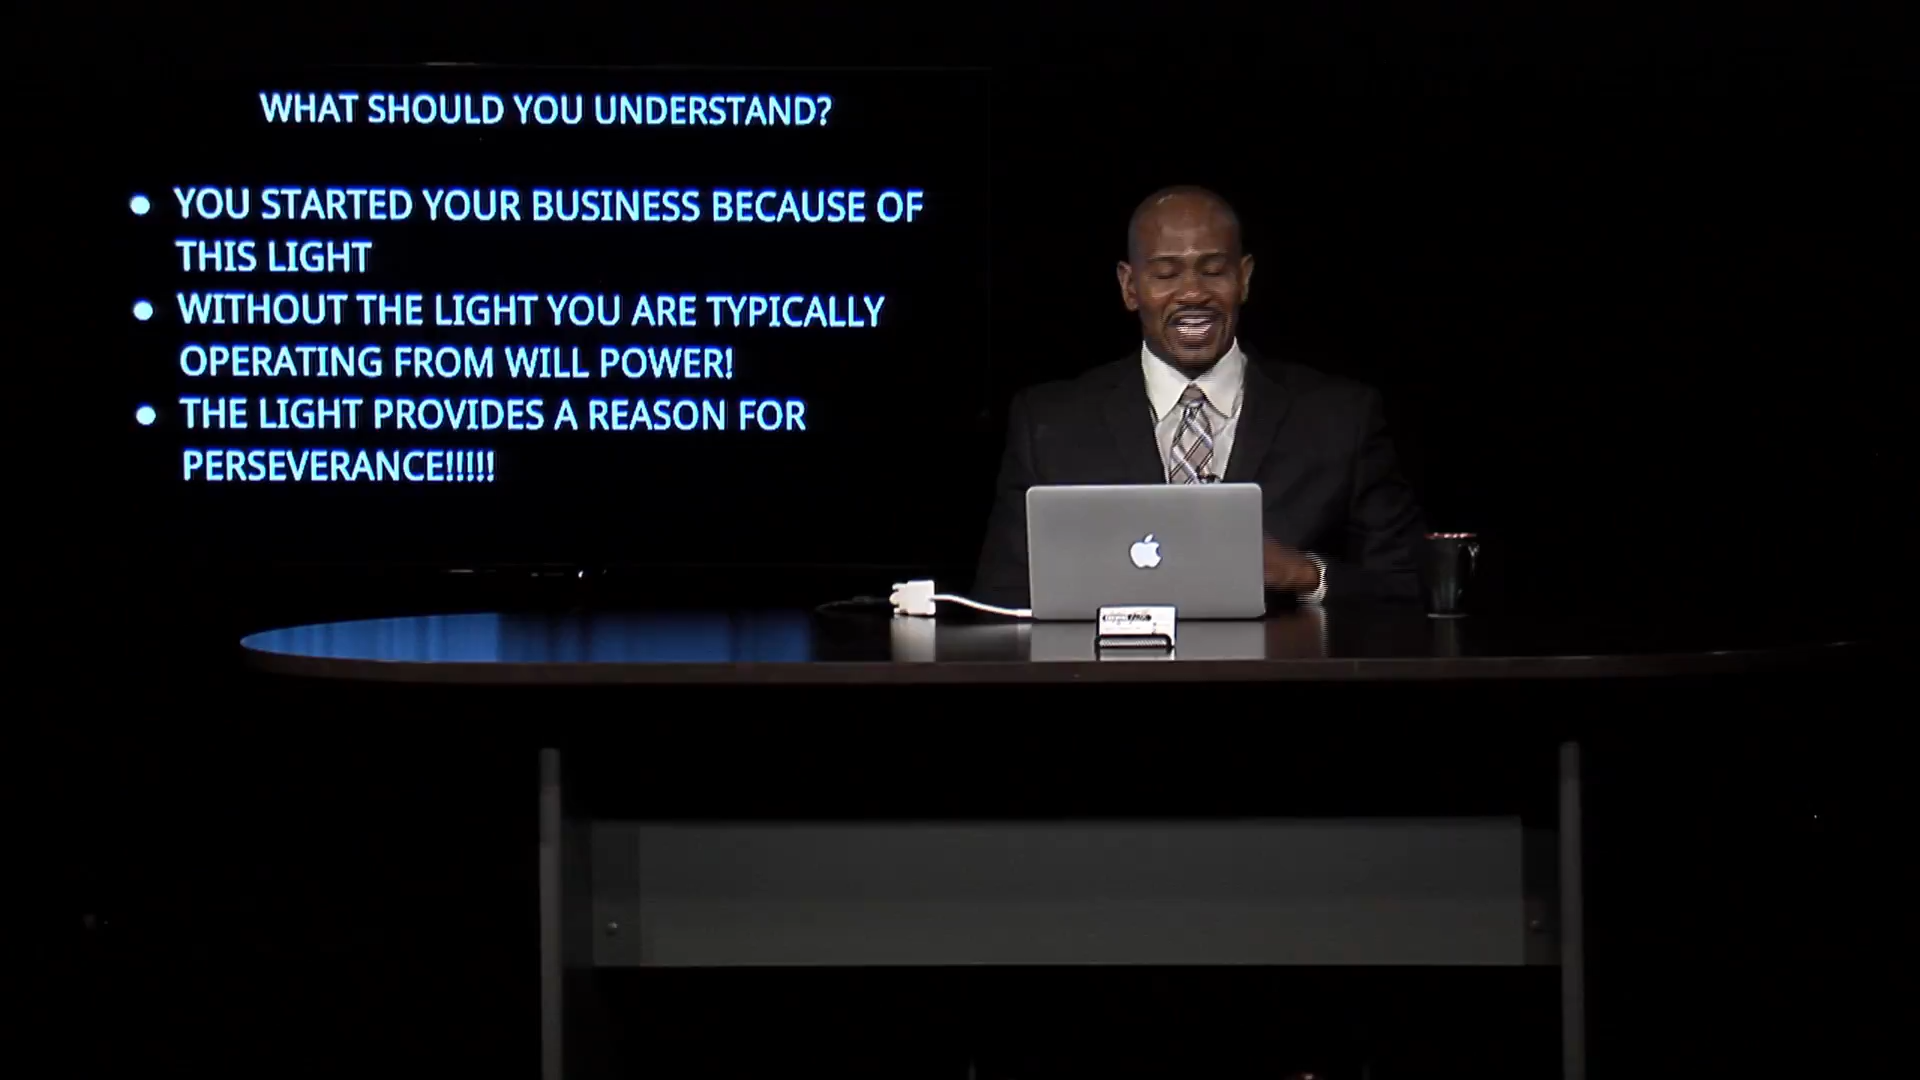 WHAT SHOULD YOU UNDERSTAND?
● YOU STARTED YOUR BUSINESS BECAUSE OF
THIS LIGHT
● WITHOUT THE LIGHT YOU ARE TYPICALLY
OPERATING FROM WILL POWER!
● THE LIGHT PROVIDES A REASON FOR
PERSEVERANCE!!!!!